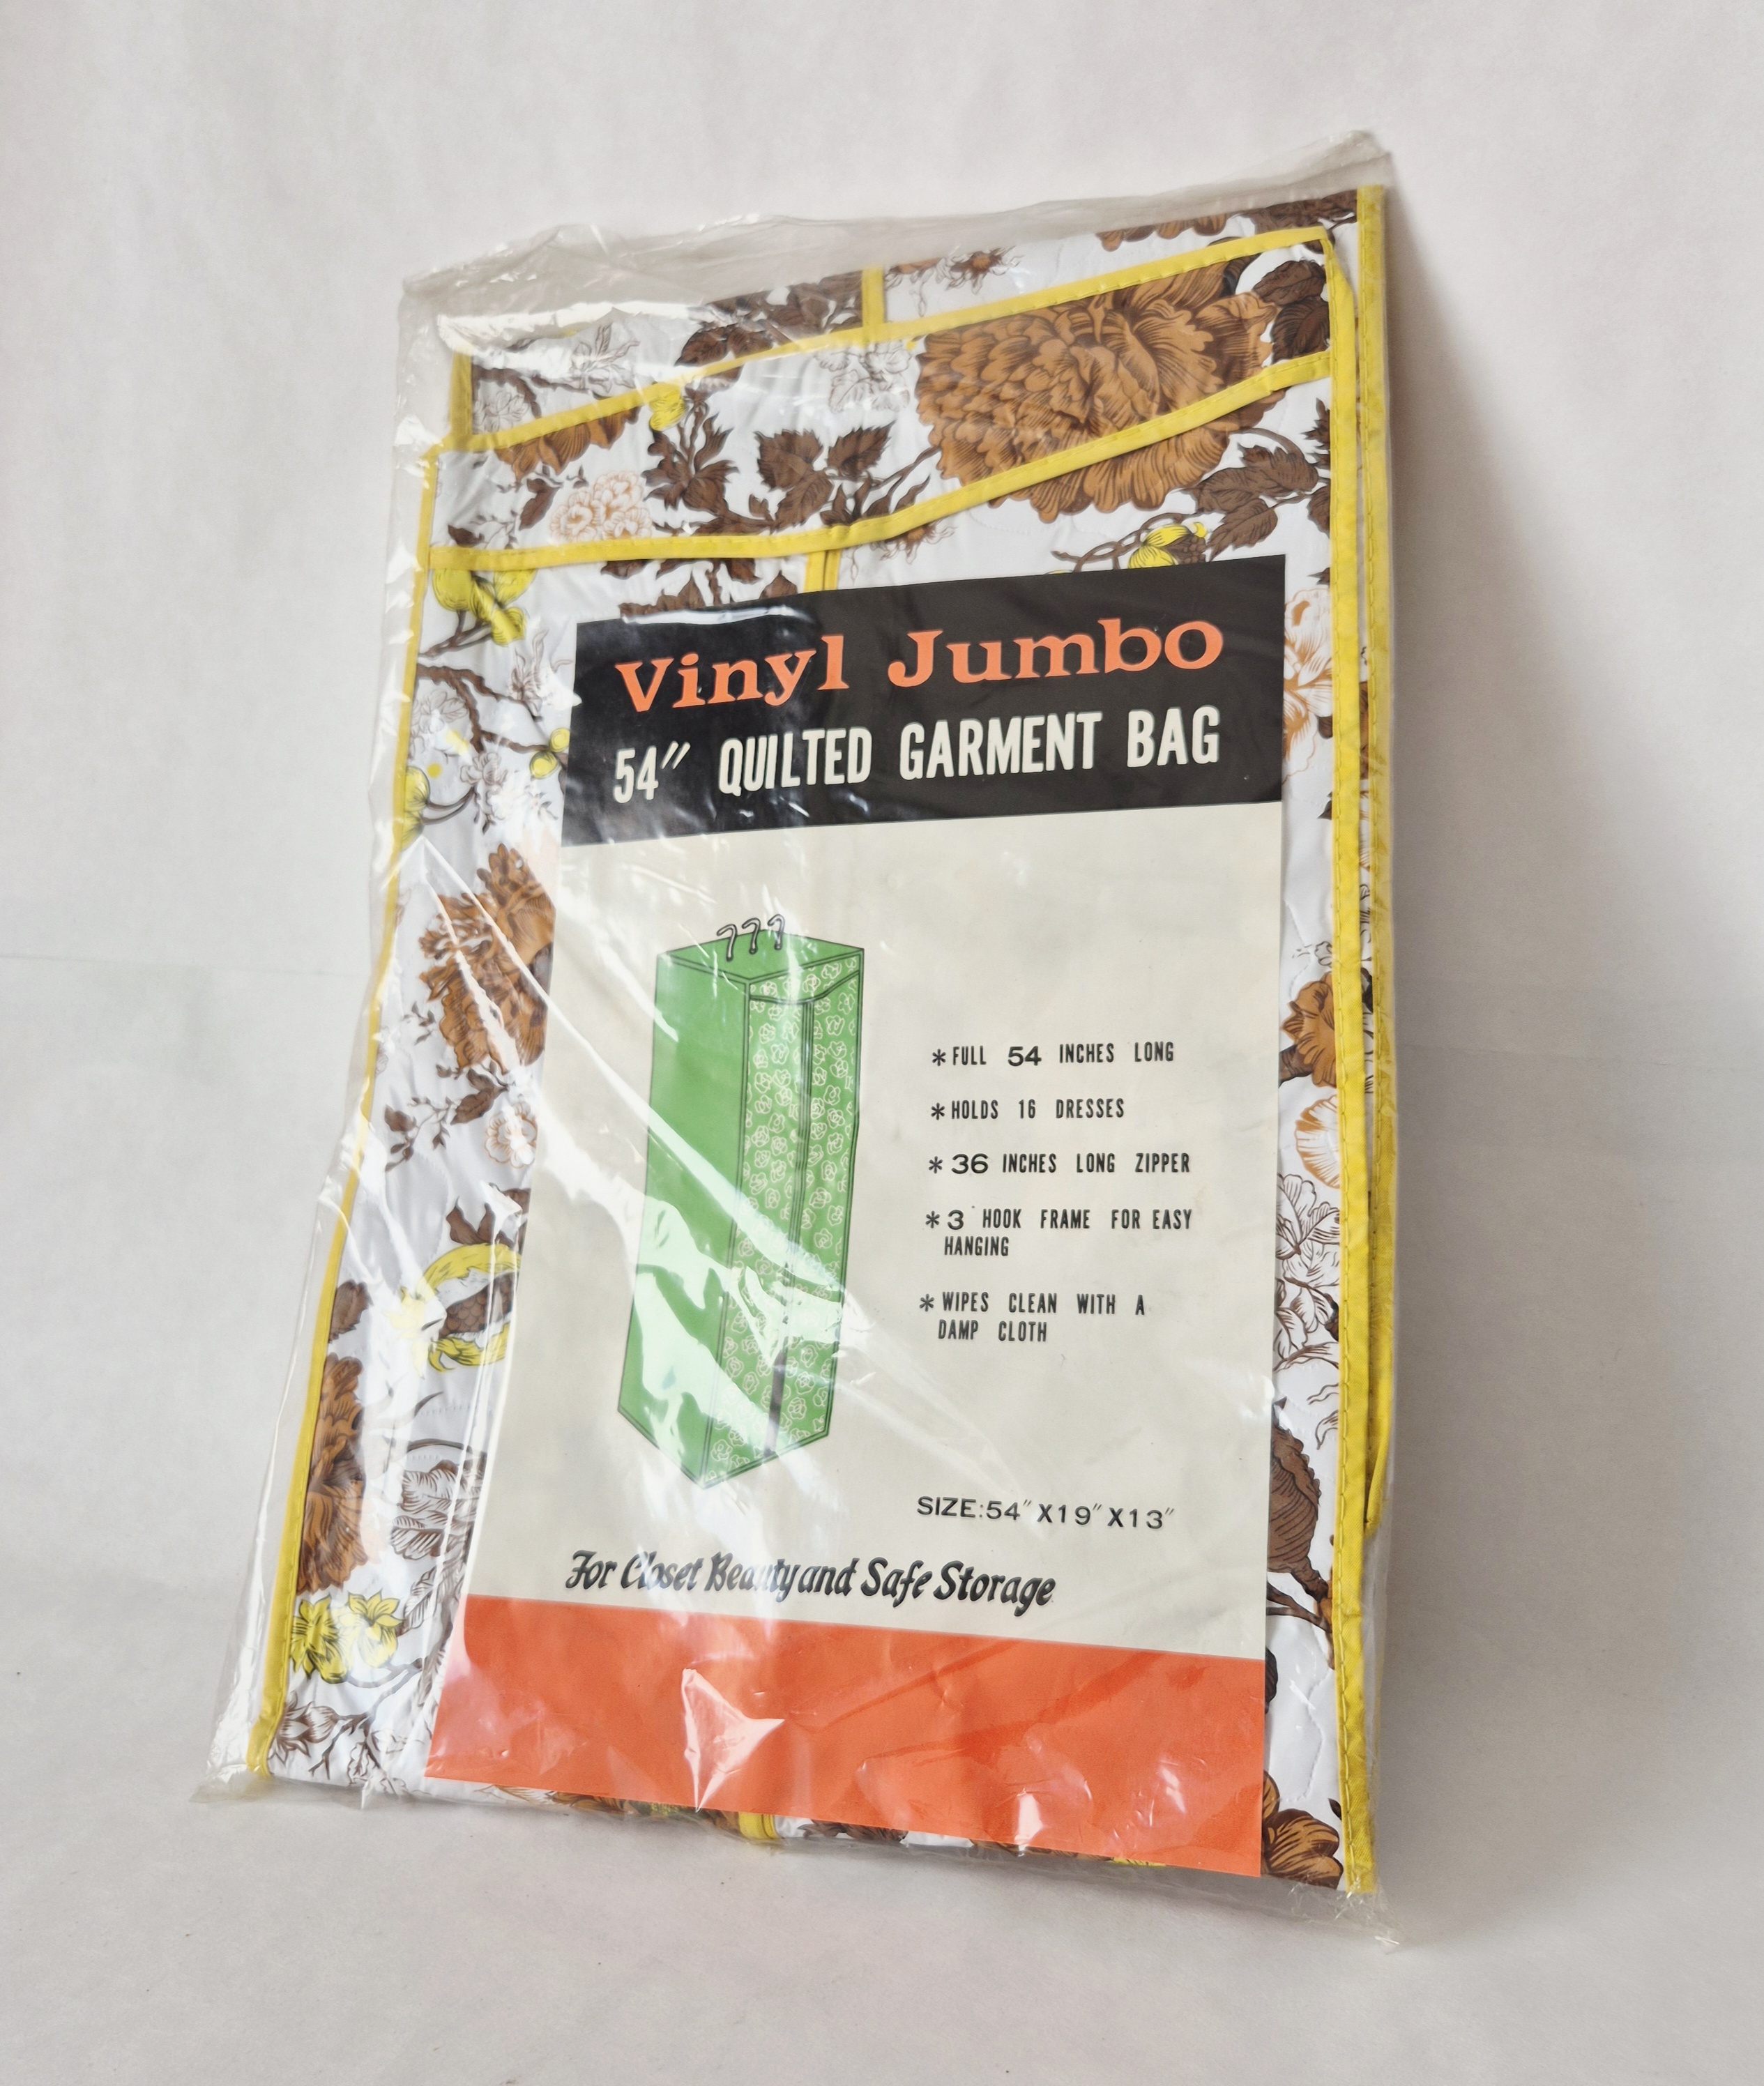 Vinyl Jumbo
54" QUILTED GARMENT BAG
*FULL 54 INCHES LONG
*HOLDS 16 DRESSES
*36 INCHES LONG ZIPPER
*3 HOOK FRAME FOR EASY
HANGING
*WIPES CLEAN WITH A
DAMP CLOTH
SIZE:54"X19"X13"
For Closet Beauty and Safe Storage